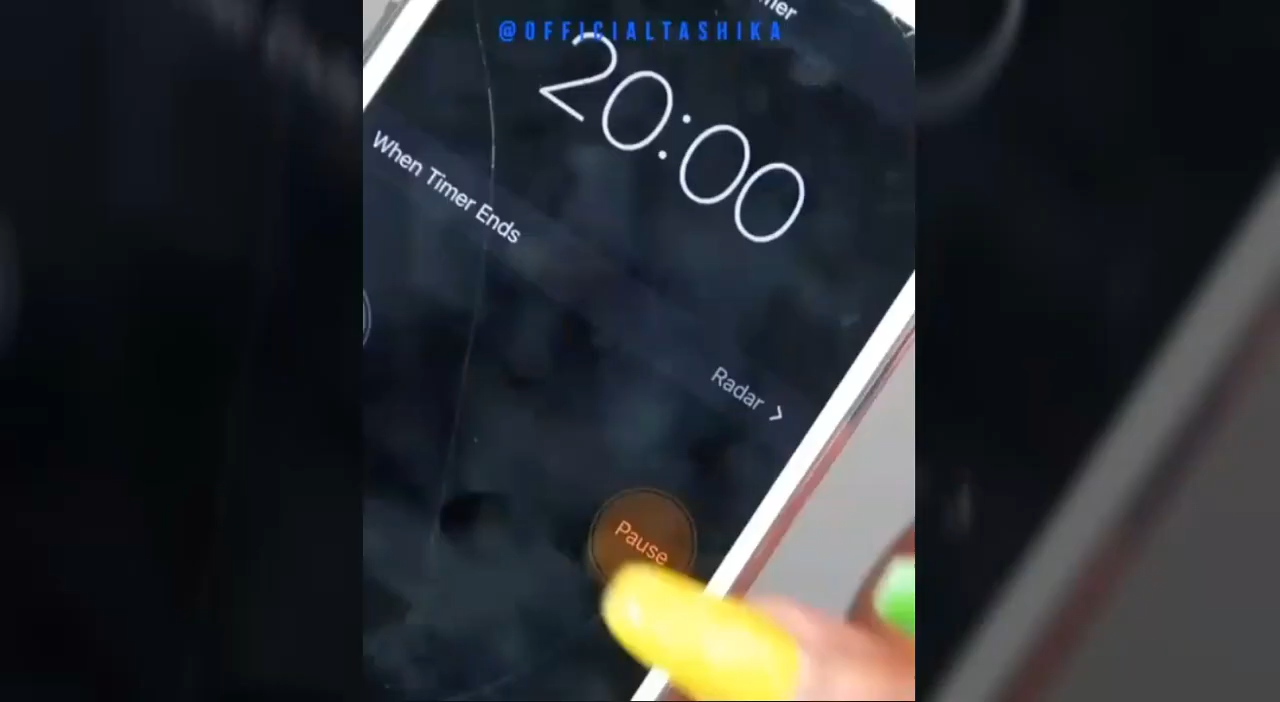 @OFFICIALTASHIKA
20:00
When Timer Ends
Radar >
Pause